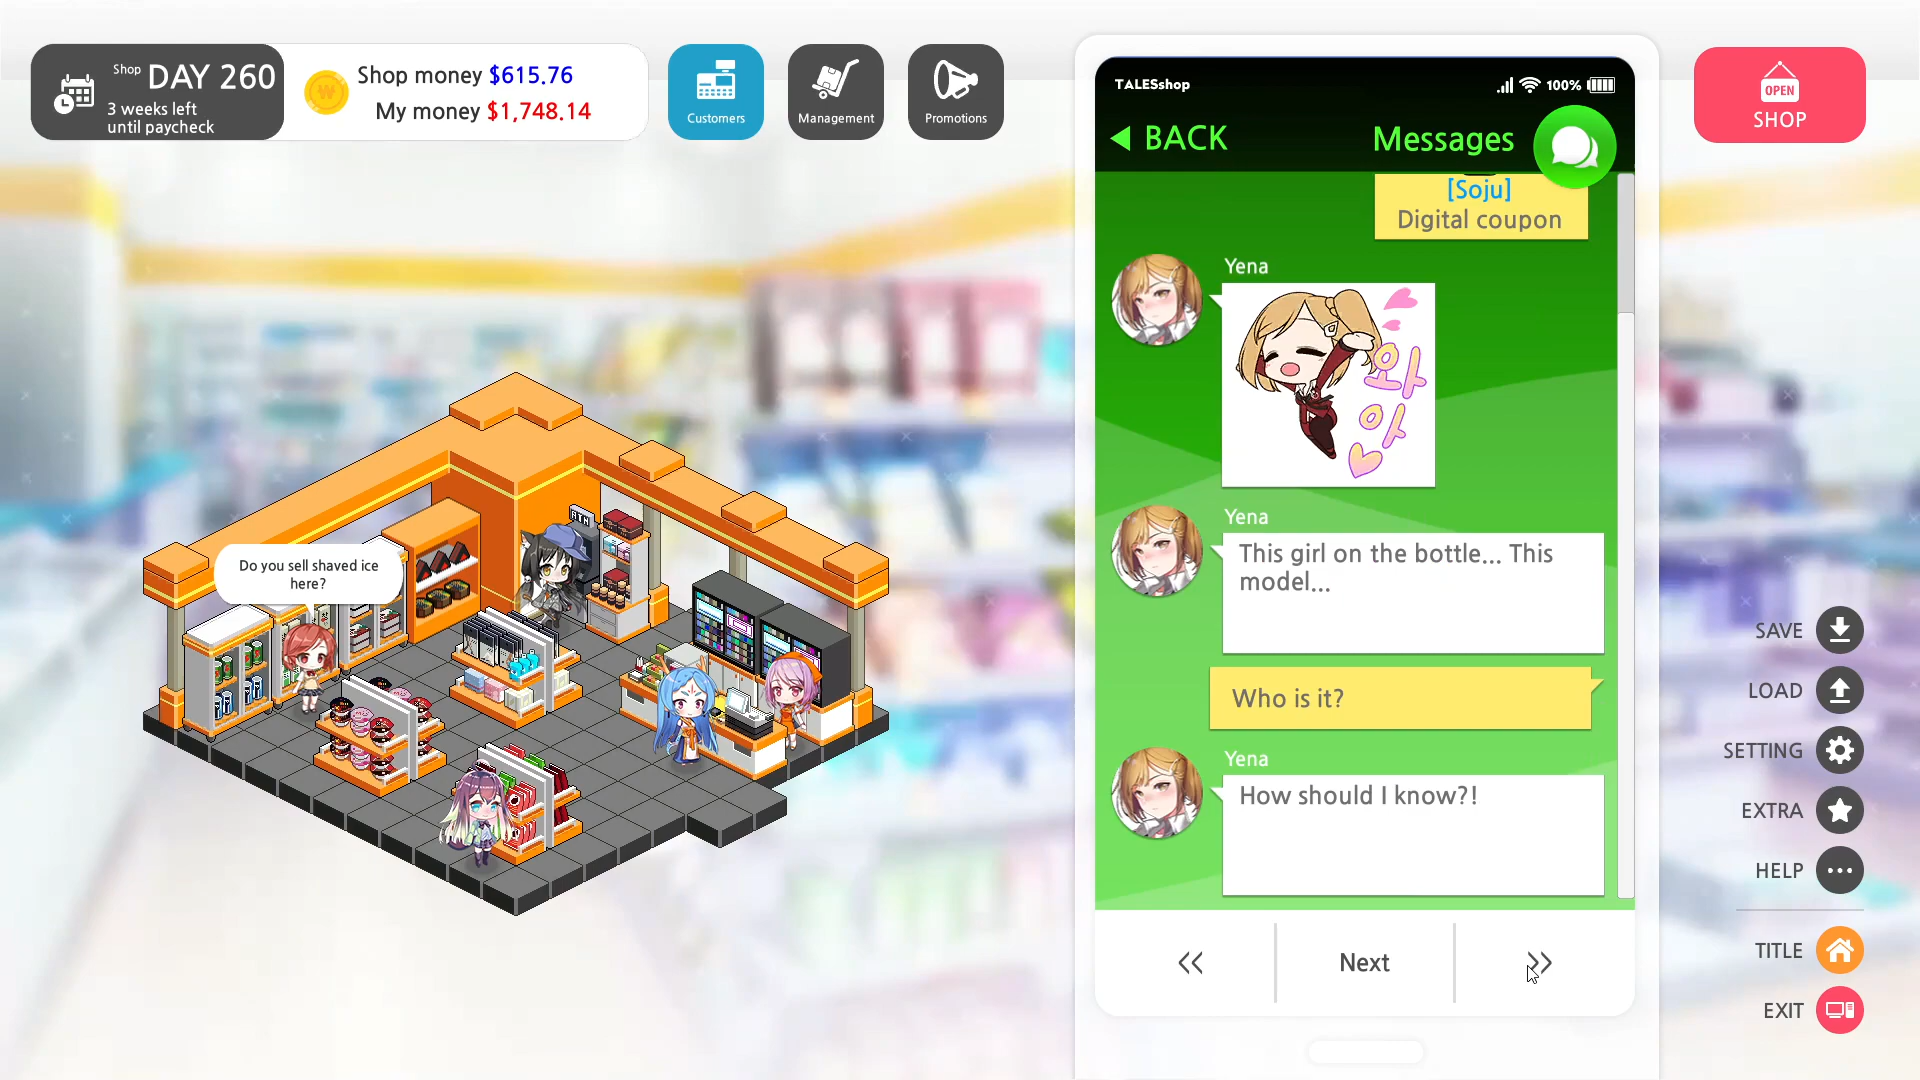 Shop DAY 260
3 weeks left
until paycheck
Shop money $615.76
My money $1,748.14
Customers
Management
Promotions
TALESshop
100%
BACK
Messages
OPEN
SHOP
[Soju]
Digital coupon
Yena
와
아
Yena
This girl on the bottle... This
model...
Who is it?
Yena
How should I know?!
Next
Do you sell shaved ice
here?
ATM
SAVE
LOAD
SETTING
EXTRA
HELP
TITLE
EXIT